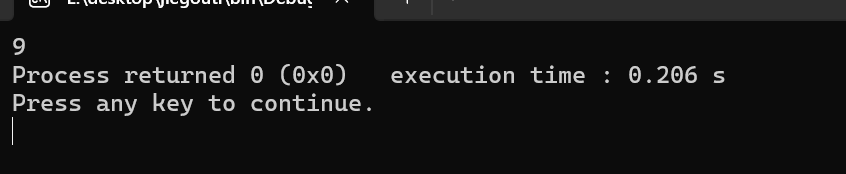 9
Process returned 0 (0x0)   execution time : 0.206 s
Press any key to continue.